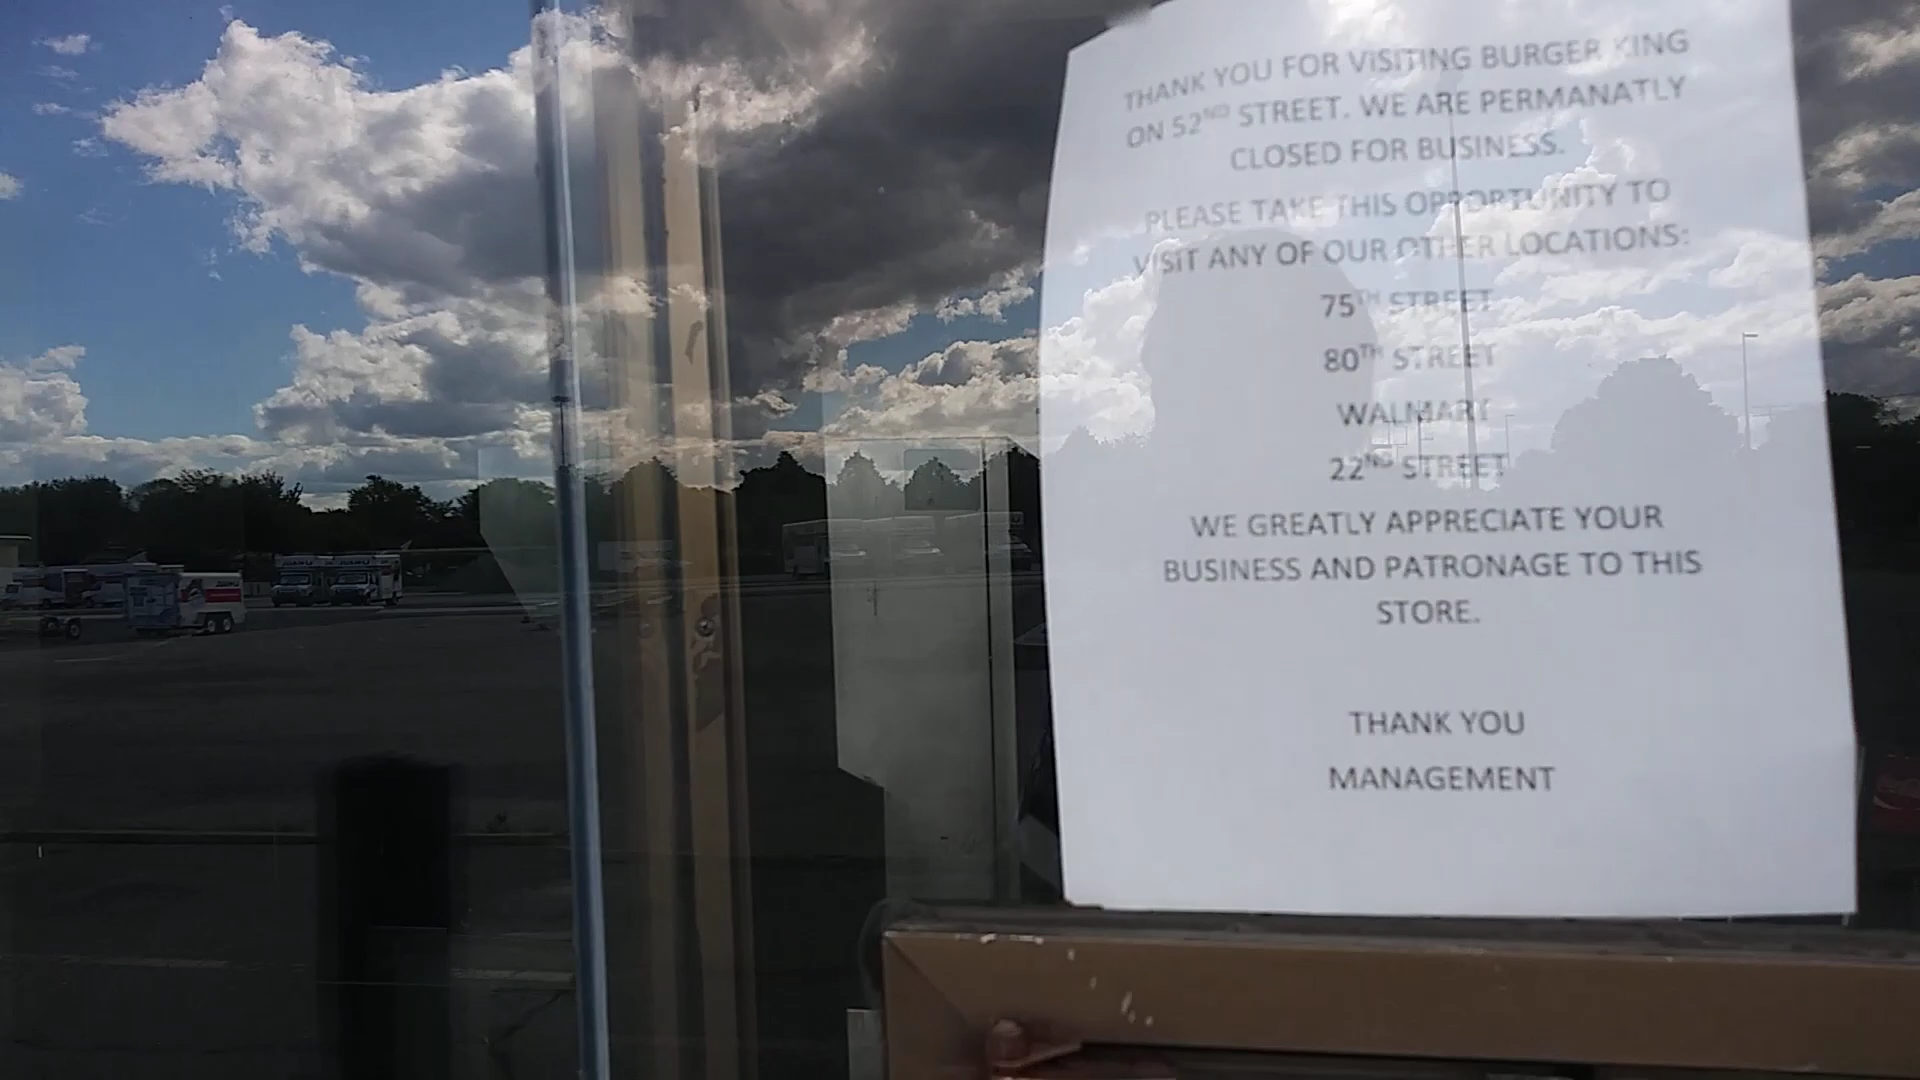 THANK YOU FOR VISITING BURGER KING
ON 52ND STREET. WE ARE PERMANATLY
CLOSED FOR BUSINESS.
PLEASE TAKE THIS OPPORTUNITY TO
VISIT ANY OF OUR OTHER LOCATIONS:
75TH STREET
80TH STREET
WALMART
22ND STREET
WE GREATLY APPRECIATE YOUR
BUSINESS AND PATRONAGE TO THIS
STORE.
THANK YOU
MANAGEMENT